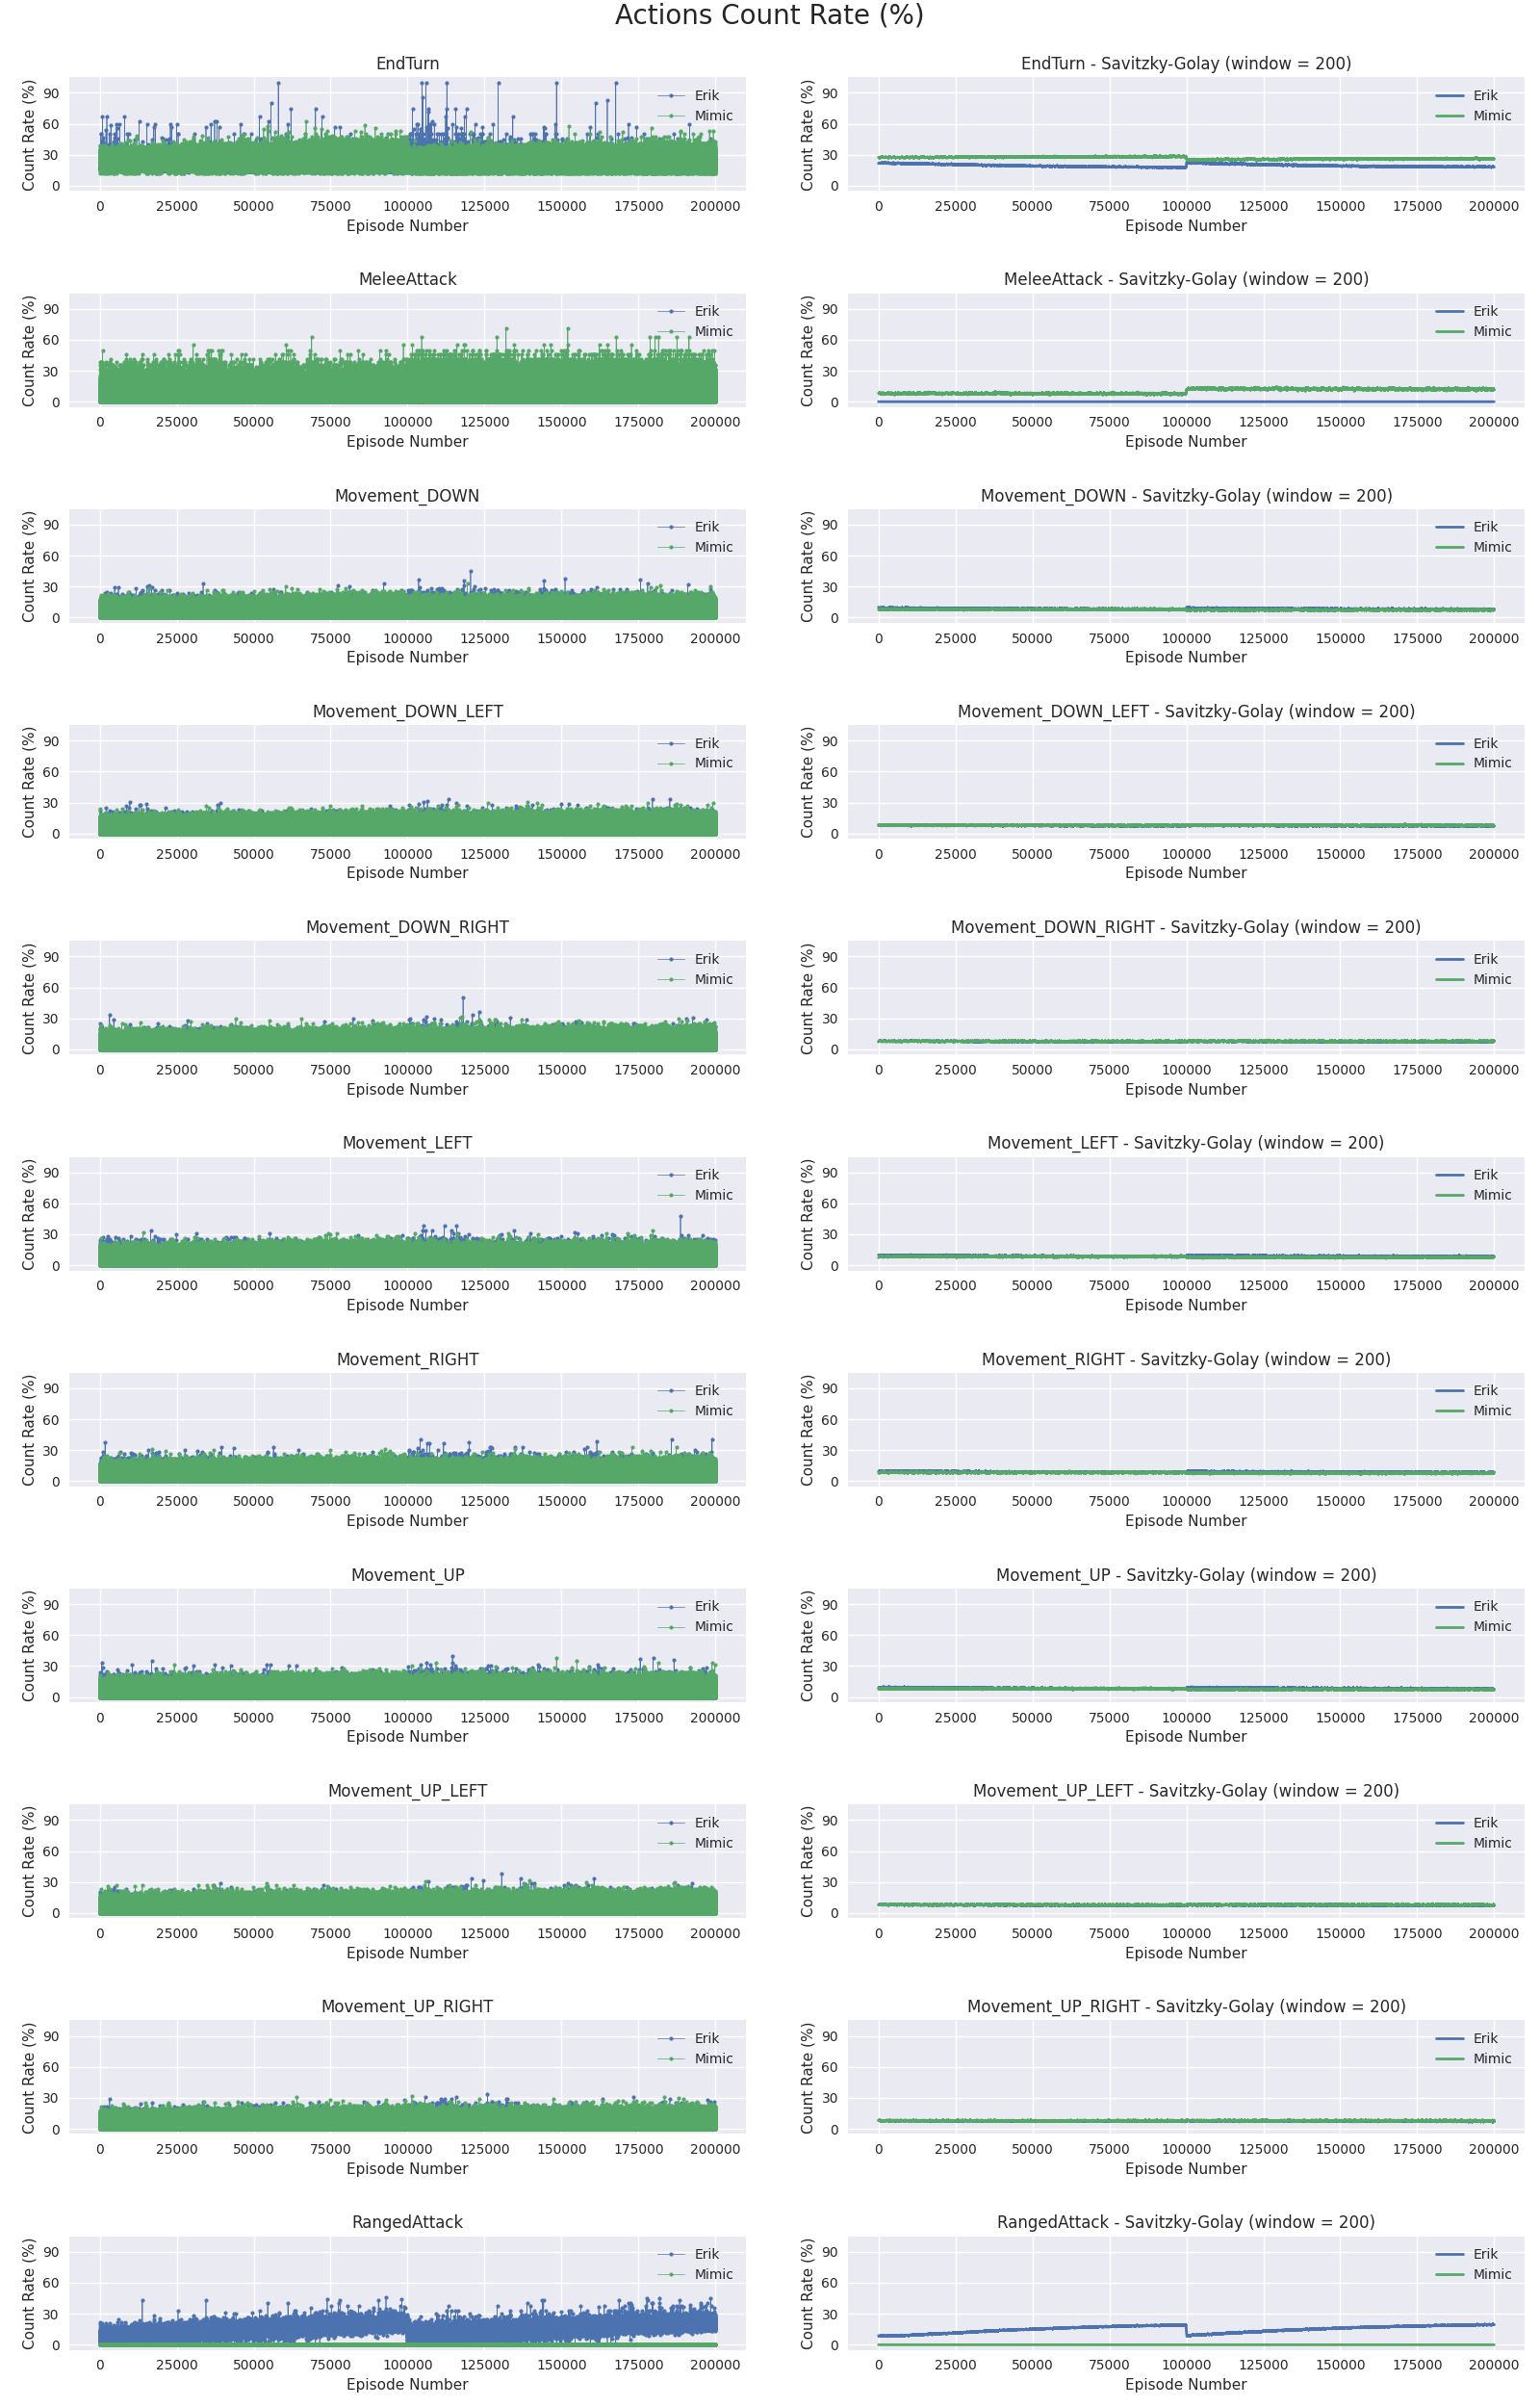 Actions Count Rate (%)
EndTurn
Count Rate (%)
90
60
30
0
Erik
Mimic
0 25000 50000 75000 100000 125000 150000 175000 200000
Episode Number
EndTurn - Savitzky-Golay (window = 200)
Count Rate (%)
90
60
30
0
Erik
Mimic
0 25000 50000 75000 100000 125000 150000 175000 200000
Episode Number
MeleeAttack
Count Rate (%)
90
60
30
0
Erik
Mimic
0 25000 50000 75000 100000 125000 150000 175000 200000
Episode Number
MeleeAttack - Savitzky-Golay (window = 200)
Count Rate (%)
90
60
30
0
Erik
Mimic
0 25000 50000 75000 100000 125000 150000 175000 200000
Episode Number
Movement_DOWN
Count Rate (%)
90
60
30
0
Erik
Mimic
0 25000 50000 75000 100000 125000 150000 175000 200000
Episode Number
Movement_DOWN - Savitzky-Golay (window = 200)
Count Rate (%)
90
60
30
0
Erik
Mimic
0 25000 50000 75000 100000 125000 150000 175000 200000
Episode Number
Movement_DOWN_LEFT
Count Rate (%)
90
60
30
0
Erik
Mimic
0 25000 50000 75000 100000 125000 150000 175000 200000
Episode Number
Movement_DOWN_LEFT - Savitzky-Golay (window = 200)
Count Rate (%)
90
60
30
0
Erik
Mimic
0 25000 50000 75000 100000 125000 150000 175000 200000
Episode Number
Movement_DOWN_RIGHT
Count Rate (%)
90
60
30
0
Erik
Mimic
0 25000 50000 75000 100000 125000 150000 175000 200000
Episode Number
Movement_DOWN_RIGHT - Savitzky-Golay (window = 200)
Count Rate (%)
90
60
30
0
Erik
Mimic
0 25000 50000 75000 100000 125000 150000 175000 200000
Episode Number
Movement_LEFT
Count Rate (%)
90
60
30
0
Erik
Mimic
0 25000 50000 75000 100000 125000 150000 175000 200000
Episode Number
Movement_LEFT - Savitzky-Golay (window = 200)
Count Rate (%)
90
60
30
0
Erik
Mimic
0 25000 50000 75000 100000 125000 150000 175000 200000
Episode Number
Movement_RIGHT
Count Rate (%)
90
60
30
0
Erik
Mimic
0 25000 50000 75000 100000 125000 150000 175000 200000
Episode Number
Movement_RIGHT - Savitzky-Golay (window = 200)
Count Rate (%)
90
60
30
0
Erik
Mimic
0 25000 50000 75000 100000 125000 150000 175000 200000
Episode Number
Movement_UP
Count Rate (%)
90
60
30
0
Erik
Mimic
0 25000 50000 75000 100000 125000 150000 175000 200000
Episode Number
Movement_UP - Savitzky-Golay (window = 200)
Count Rate (%)
90
60
30
0
Erik
Mimic
0 25000 50000 75000 100000 125000 150000 175000 200000
Episode Number
Movement_UP_LEFT
Count Rate (%)
90
60
30
0
Erik
Mimic
0 25000 50000 75000 100000 125000 150000 175000 200000
Episode Number
Movement_UP_LEFT - Savitzky-Golay (window = 200)
Count Rate (%)
90
60
30
0
Erik
Mimic
0 25000 50000 75000 100000 125000 150000 175000 200000
Episode Number
Movement_UP_RIGHT
Count Rate (%)
90
60
30
0
Erik
Mimic
0 25000 50000 75000 100000 125000 150000 175000 200000
Episode Number
Movement_UP_RIGHT - Savitzky-Golay (window = 200)
Count Rate (%)
90
60
30
0
Erik
Mimic
0 25000 50000 75000 100000 125000 150000 175000 200000
Episode Number
RangedAttack
Count Rate (%)
90
60
30
0
Erik
Mimic
0 25000 50000 75000 100000 125000 150000 175000 200000
Episode Number
RangedAttack - Savitzky-Golay (window = 200)
Count Rate (%)
90
60
30
0
Erik
Mimic
0 25000 50000 75000 100000 125000 150000 175000 200000
Episode Number